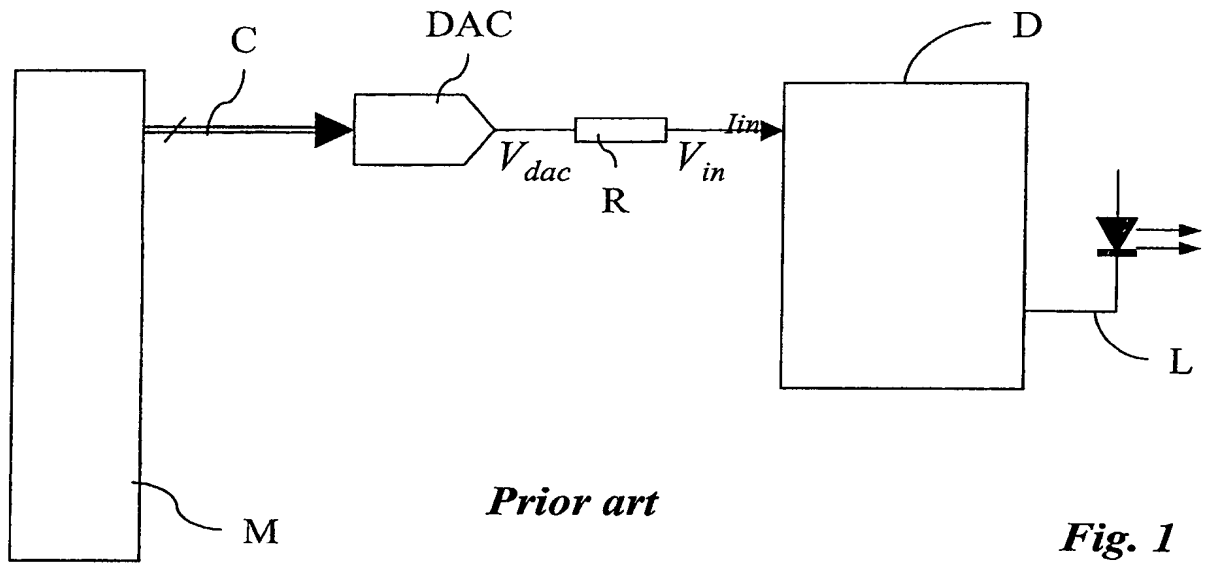 C
DAC
D
V_dac
R
V_in
Iin
L
M
Prior art
Fig. 1